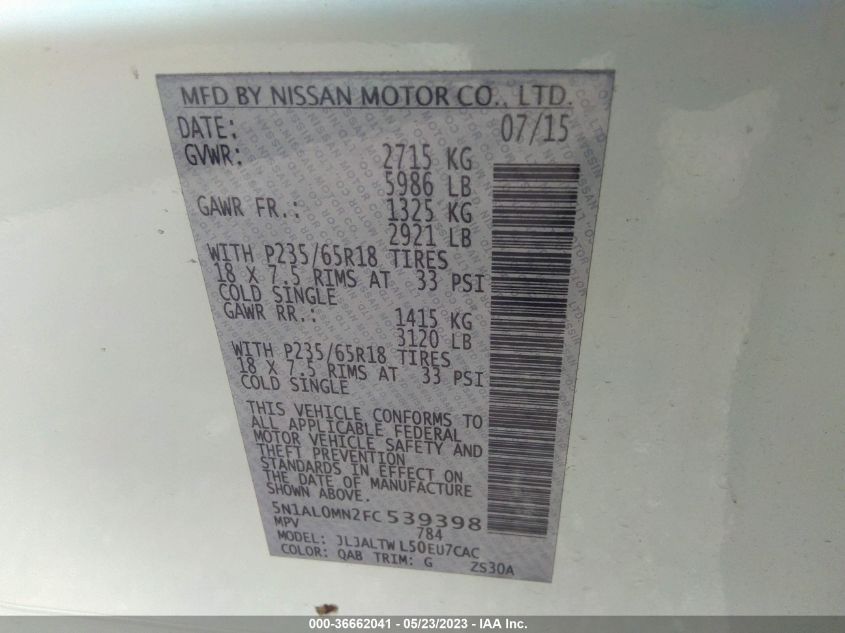 MFD BY NISSAN MOTOR CO., LTD.
DATE: 07/15
GVWR: 2715 KG
5986 LB
GAWR FR.: 1325 KG
2921 LB
WITH P235/65R18 TIRES
18 X 7.5 RIMS AT 33 PSI
COLD SINGLE
GAWR RR.: 1415 KG
3120 LB
WITH P235/65R18 TIRES
18 X 7.5 RIMS AT 33 PSI
COLD SINGLE
THIS VEHICLE CONFORMS TO
ALL APPLICABLE FEDERAL
MOTOR VEHICLE SAFETY AND
THEFT PREVENTION
STANDARDS IN EFFECT ON
THE DATE OF MANUFACTURE
SHOWN ABOVE.
5N1AL0MN2FC539398
MPV 784
MODEL: JLJALTWL50EU7CAC
COLOR: QAB TRIM: G ZS30A
000-36662041 - 05/23/2023 - IAA Inc.